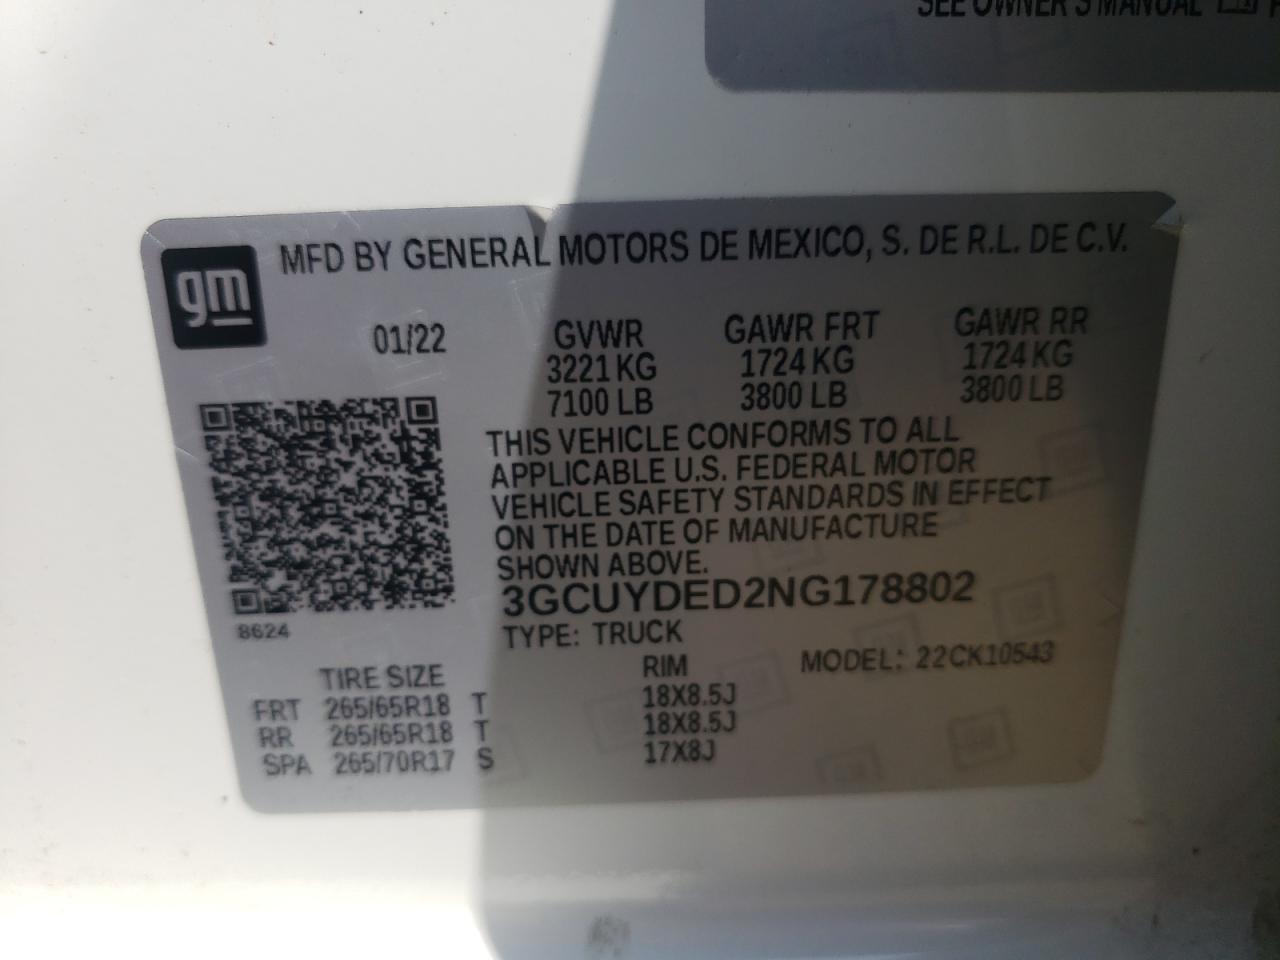 SEE OWNER'S MANUAL
MFD BY GENERAL MOTORS DE MEXICO, S. DE R.L. DE C.V.
gm
01/22 GVWR GAWR FRT GAWR RR
3221 KG 1724 KG 1724 KG
7100 LB 3800 LB 3800 LB
THIS VEHICLE CONFORMS TO ALL
APPLICABLE U.S. FEDERAL MOTOR
VEHICLE SAFETY STANDARDS IN EFFECT
ON THE DATE OF MANUFACTURE
SHOWN ABOVE.
3GCUYDED2NG178802
8624
TYPE: TRUCK
TIRE SIZE RIM MODEL: 22CK10543
FRT 265/65R18 T 18X8.5J
RR 265/65R18 T 18X8.5J
SPA 265/70R17 S 17X8J